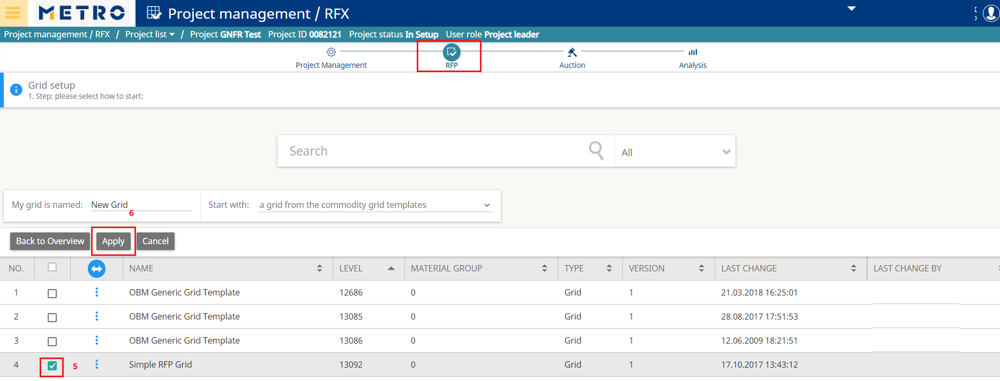 METRO Project management / RFX
Project management / RFX / Project list / Project GNFR Test Project ID 0082121 Project status In Setup User role Project leader
Project Management RFP Auction Analysis
Grid setup
1. Step: please select how to start:
Search All
My grid is named: New Grid Start with: a grid from the commodity grid templates
6
Back to Overview Apply Cancel
NO. NAME LEVEL MATERIAL GROUP TYPE VERSION LAST CHANGE LAST CHANGE BY
1 OBM Generic Grid Template 12686 0 Grid 1 21.03.2018 16:25:01
2 OBM Generic Grid Template 13085 0 Grid 1 28.08.2017 17:51:53
3 OBM Generic Grid Template 13086 0 Grid 1 12.06.2009 18:21:51
4 5 Simple RFP Grid 13092 0 Grid 1 17.10.2017 13:43:12